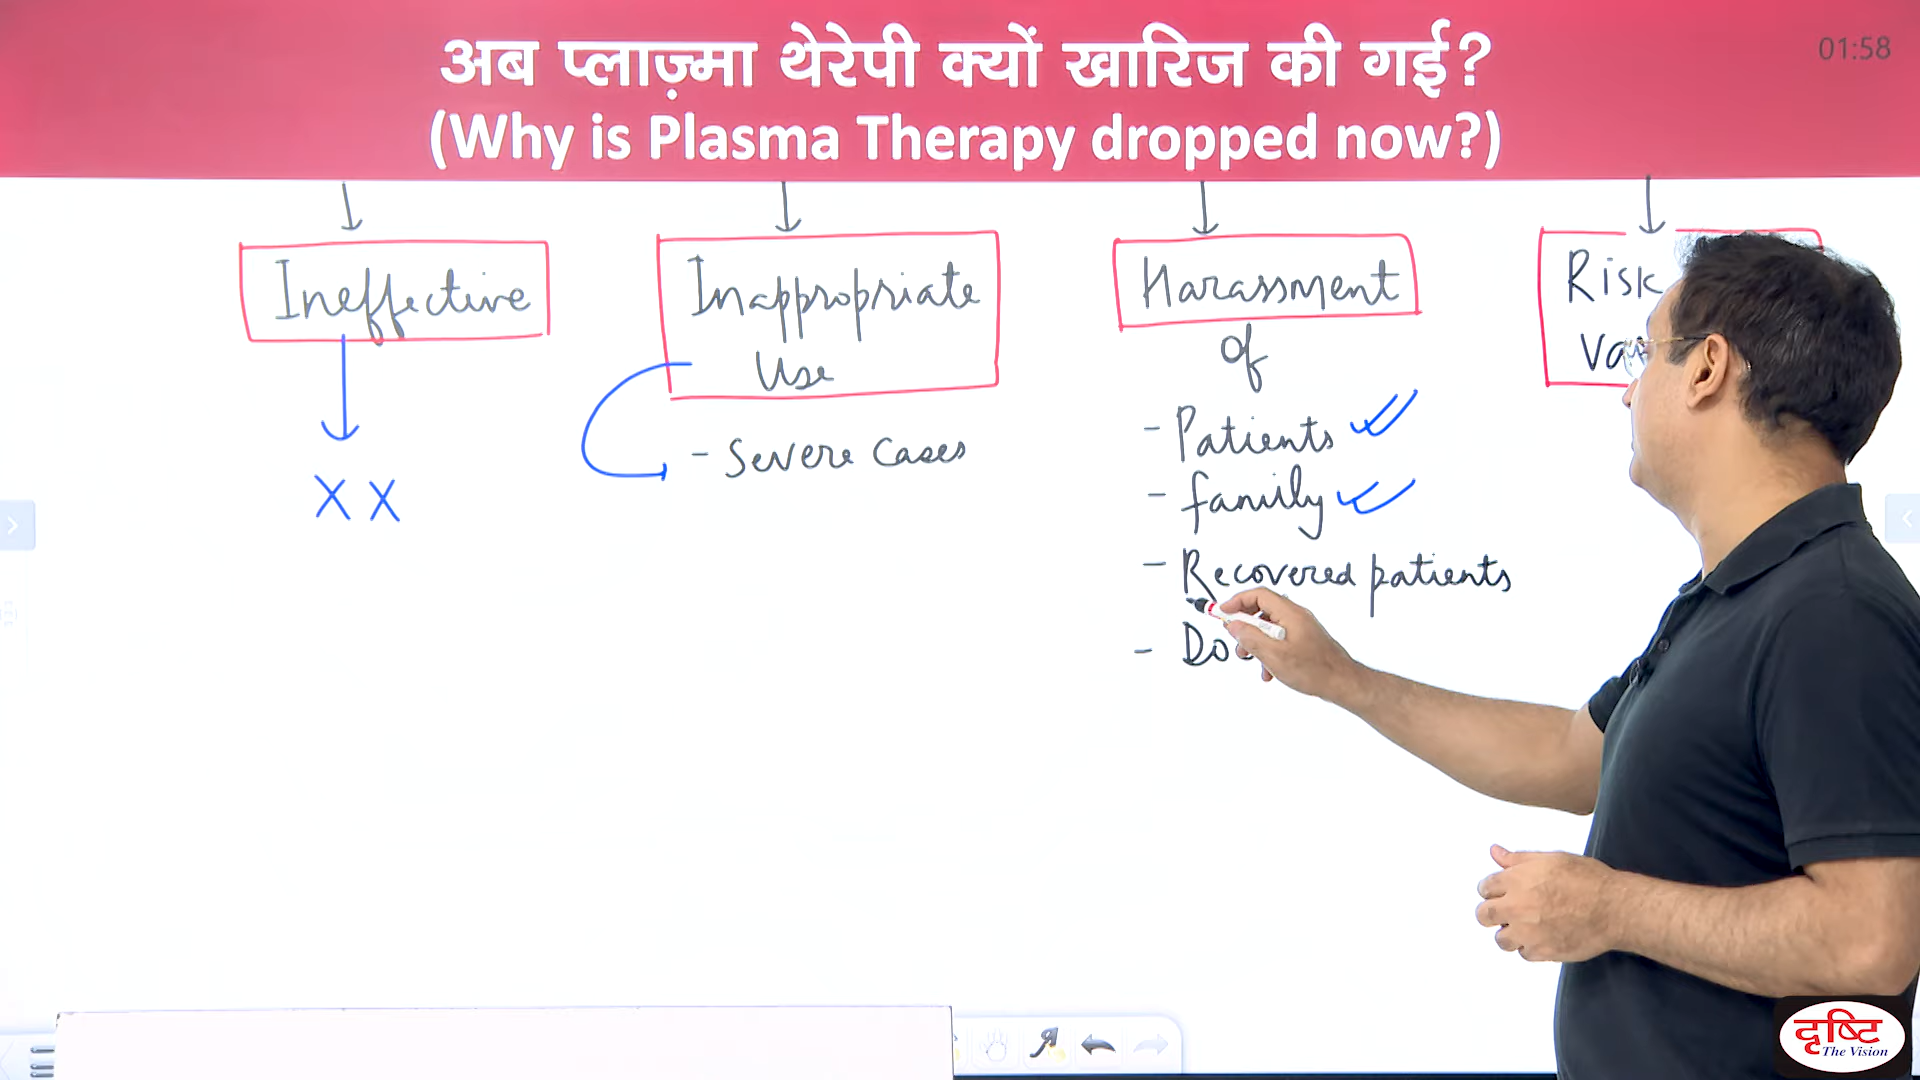 अब प्लाज़्मा थेरेपी क्यों खारिज की गई?
(Why is Plasma Therapy dropped now?)
01:58
Ineffective
X X
Inappropriate
Use
- Severe Cases
Harassment
of
- Patients
- family
- Recovered patients
-
Risk
दृष्टि
The Vision